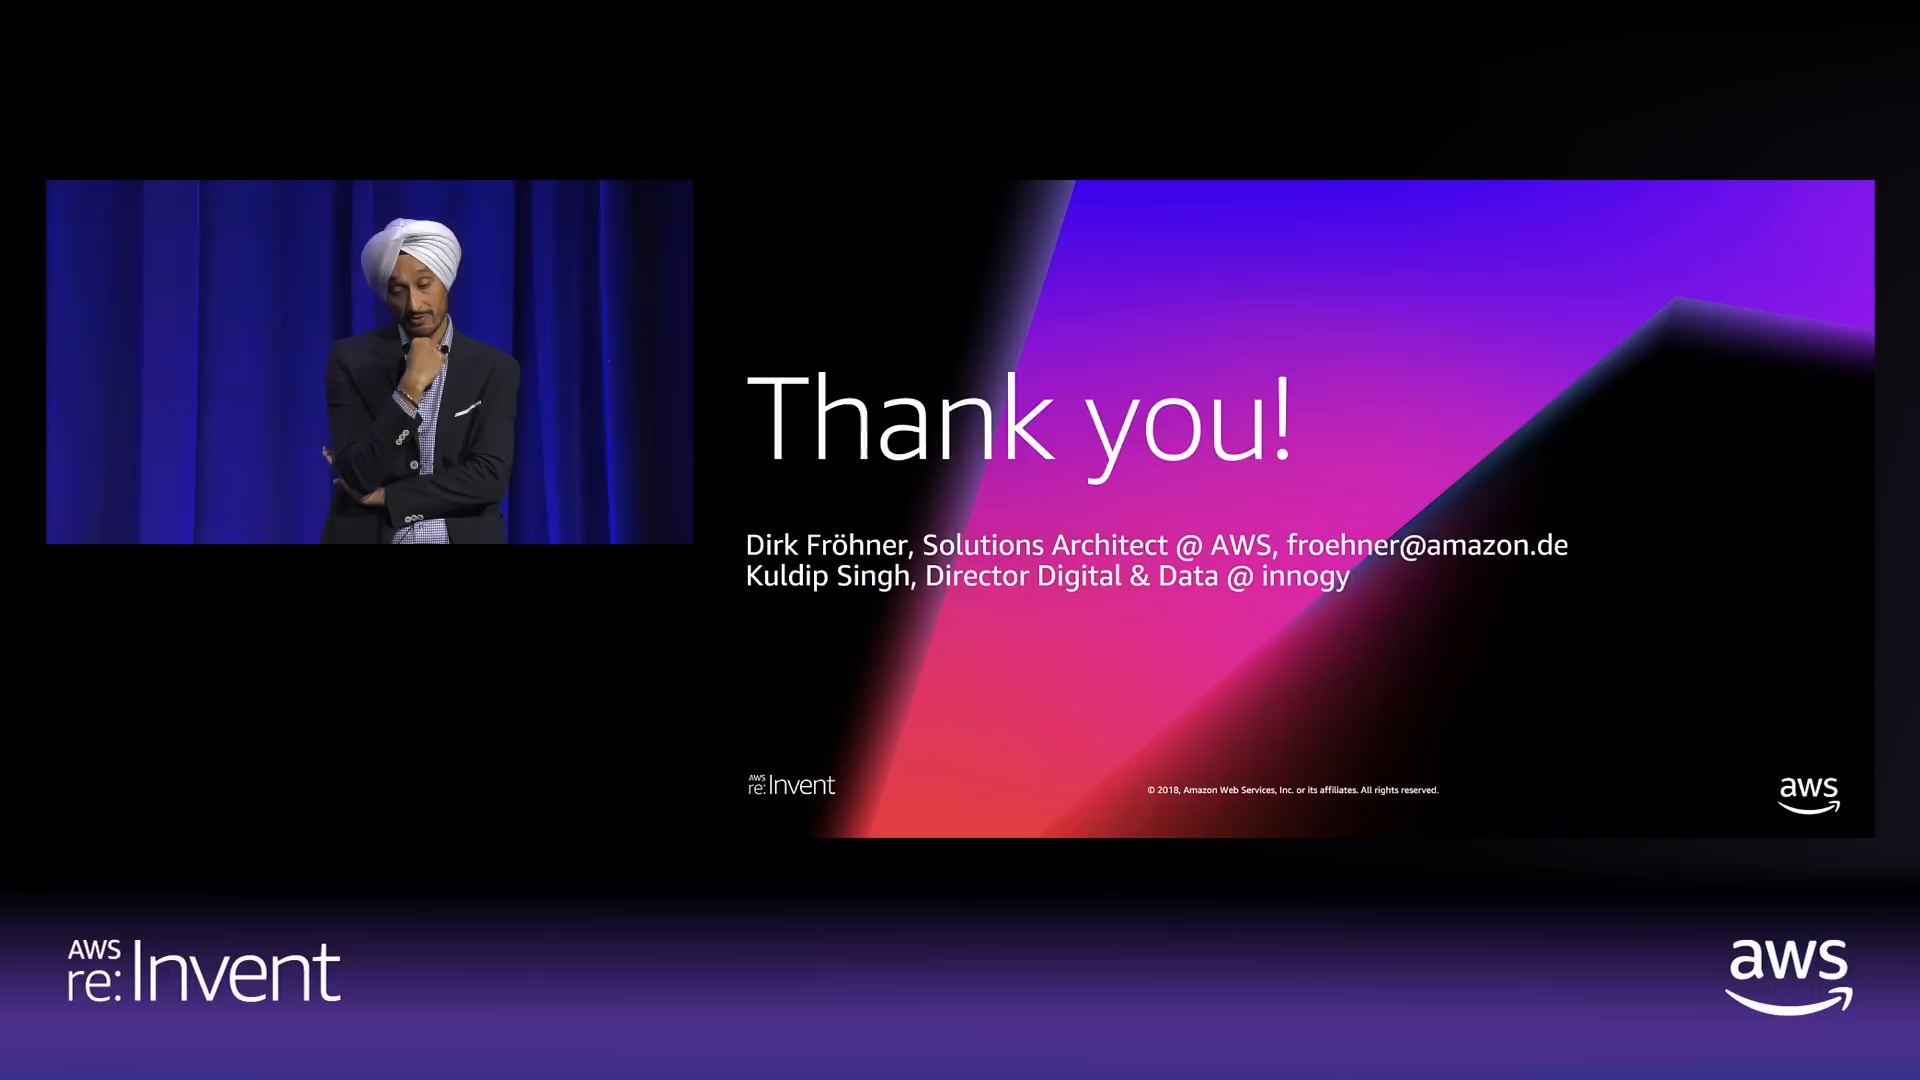 Thank you!
Dirk Fröhner, Solutions Architect @ AWS, froehner@amazon.de
Kuldip Singh, Director Digital & Data @ innogy
AWS
re:Invent
© 2018, Amazon Web Services, Inc. or its affiliates. All rights reserved.
aws
AWS
re:Invent
aws